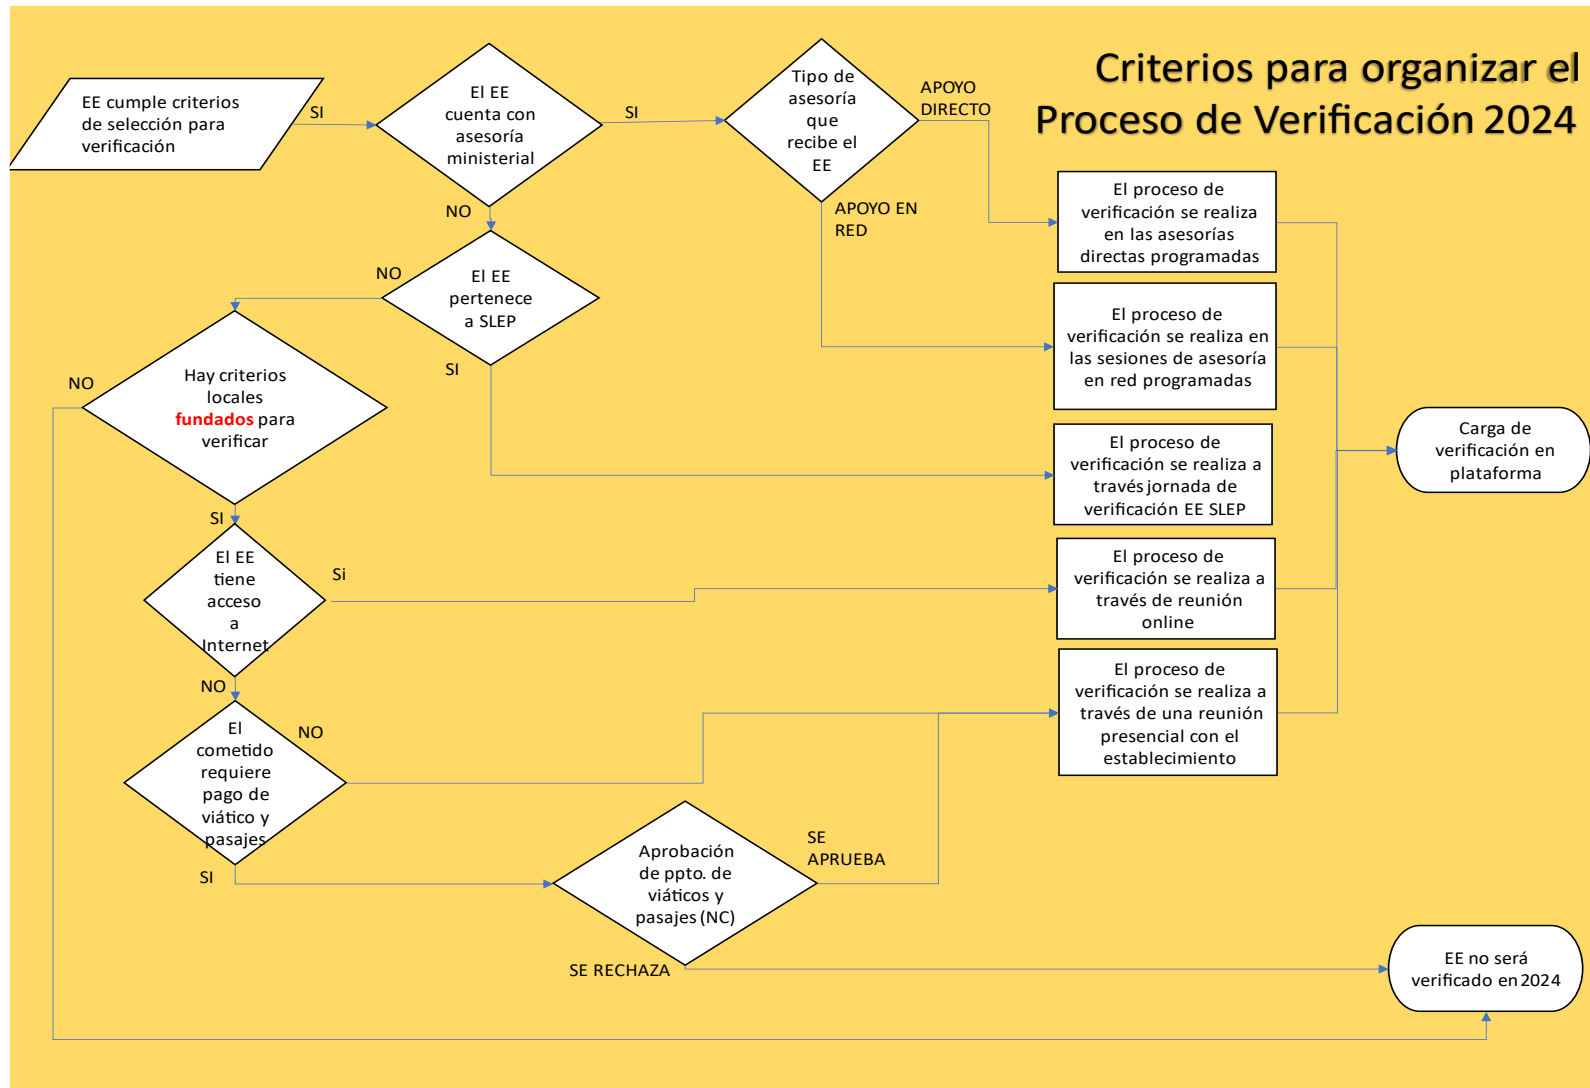 Criterios para organizar el
Proceso de Verificación 2024
EE cumple criterios
de selección para
verificación
SI
El EE
cuenta con
asesoría
ministerial
SI
Tipo de
asesoría
que
recibe el
EE
APOYO
DIRECTO
NO
APOYO EN
RED
El proceso de
verificación se realiza
en las asesorías
directas programadas
El EE
pertenece
a SLEP
NO
SI
El proceso de
verificación se realiza en
las sesiones de asesoría
en red programadas
Hay criterios
locales
fundados para
verificar
NO
SI
El proceso de
verificación se realiza a
través jornada de
verificación EE SLEP
Carga de
verificación en
plataforma
El EE
tiene
acceso
a
Internet
Si
NO
El proceso de
verificación se realiza a
través de reunión
online
El proceso de
verificación se realiza a
través de una reunión
presencial con el
establecimiento
El
cometido
requiere
pago de
viático y
pasajes
NO
SI
Aprobación
de ppto. de
viáticos y
pasajes (NC)
SE
APRUEBA
SE RECHAZA
EE no será
verificado en 2024